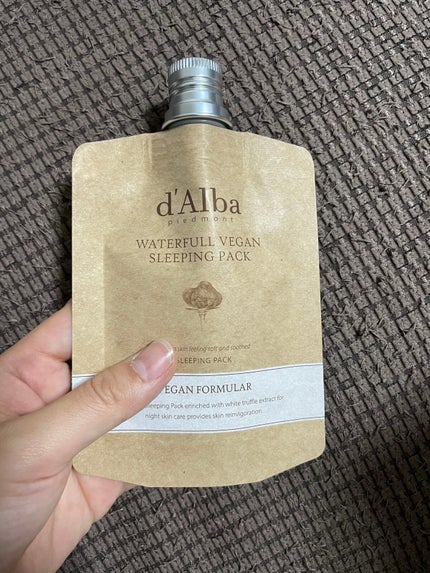 d'Alba
piedmont
WATERFULL VEGAN
SLEEPING PACK
skin feeling soft and soothed
SLEEPING PACK
EGAN FORMULAR
Sleeping Pack enriched with white truffle extract for
night skin care provides skin reinvigoration.